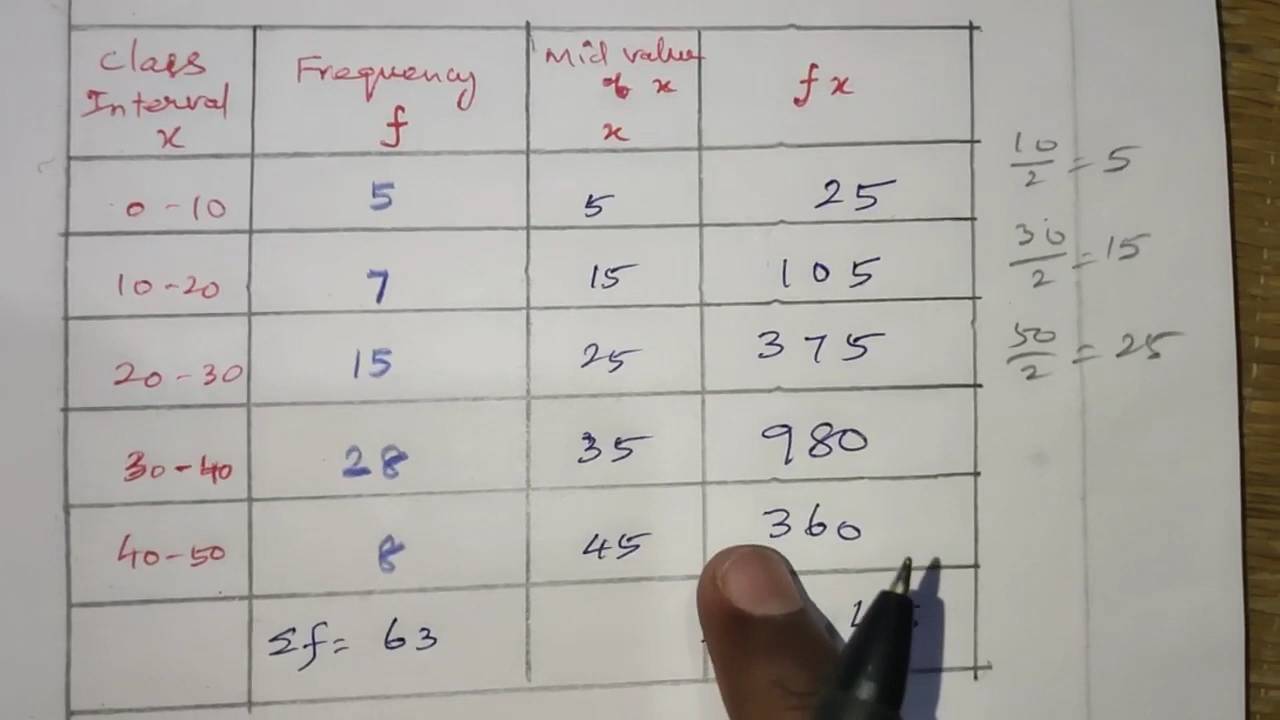 Class Interval x Frequency f Mid value of x x fx
0-10 5 5 25
10-20 7 15 105
20-30 15 25 375
30-40 28 35 980
40-50 8 45 360
Σf= 63
10/2 = 5
30/2 = 15
50/2 = 25